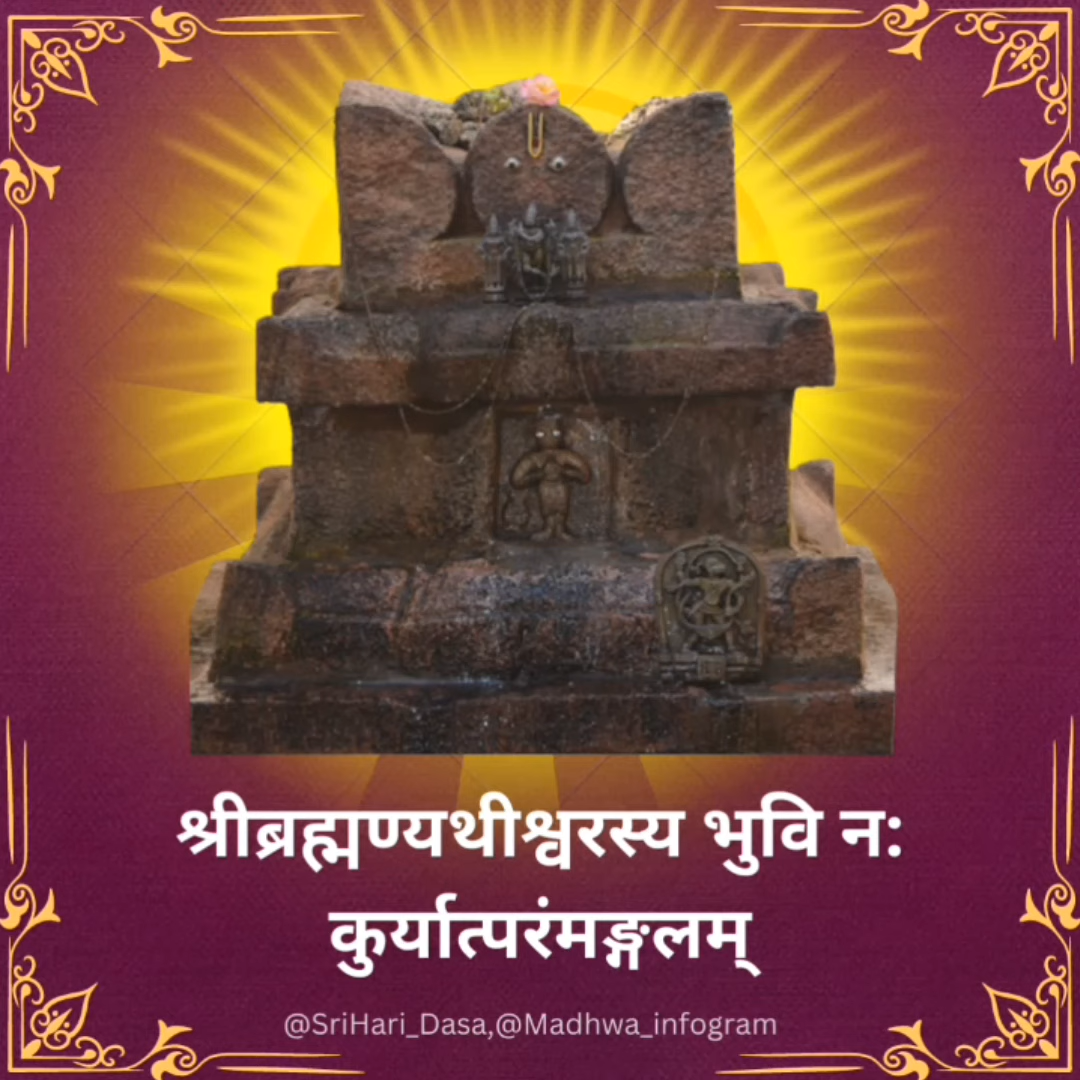 श्रीब्रह्मण्यथीश्वरस्य भुवि न:
कुर्यात्परंमङ्गलम्
@SriHari_Dasa,@Madhwa_infogram